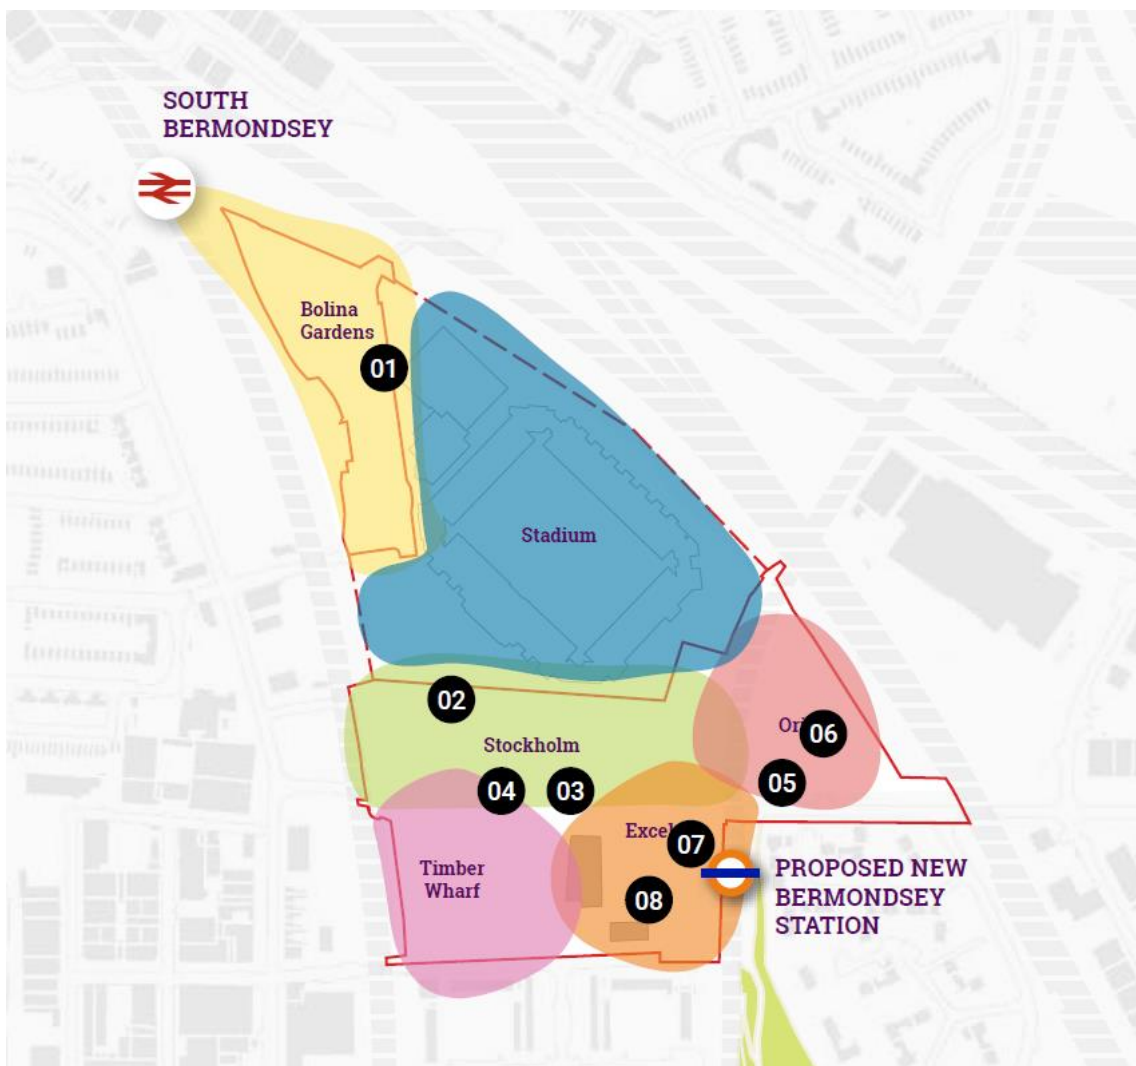 SOUTH
BERMONDSEY
Bolina
Gardens
01
Stadium
02
Stockholm
06
05
04
03
07
Timber
Wharf
08
PROPOSED NEW
BERMONDSEY
STATION